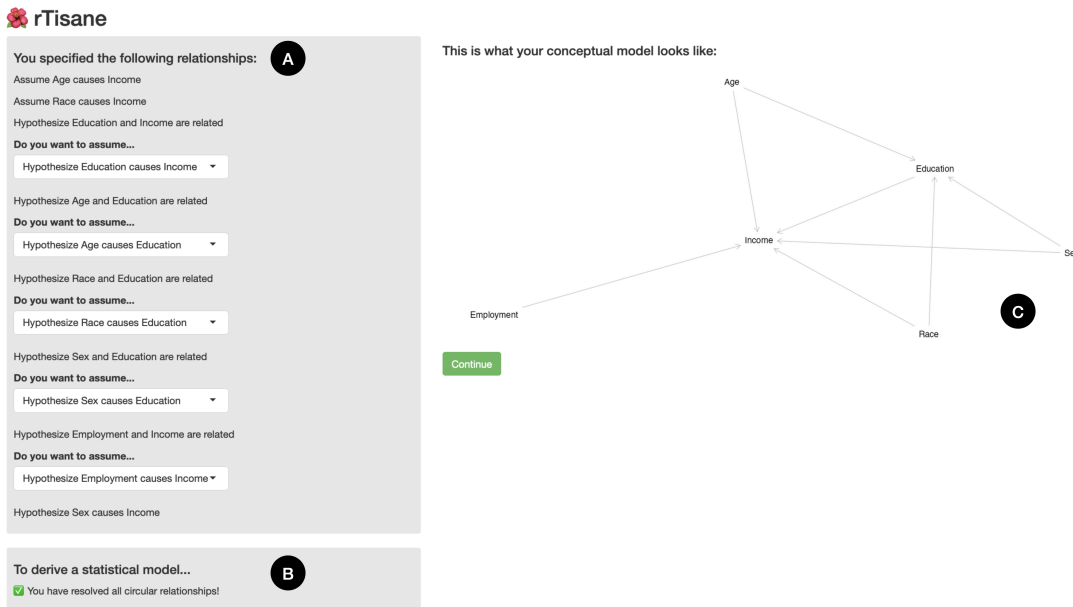 rTisane
You specified the following relationships:
A
Assume Age causes Income
Assume Race causes Income
Hypothesize Education and Income are related
Do you want to assume...
Hypothesize Education causes Income
Hypothesize Age and Education are related
Do you want to assume...
Hypothesize Age causes Education
Hypothesize Race and Education are related
Do you want to assume...
Hypothesize Race causes Education
Hypothesize Sex and Education are related
Do you want to assume...
Hypothesize Sex causes Education
Hypothesize Employment and Income are related
Do you want to assume...
Hypothesize Employment causes Income
Hypothesize Sex causes Income
To derive a statistical model...
B
You have resolved all circular relationships!
This is what your conceptual model looks like:
Age
Education
Income
Se
C
Employment
Race
Continue